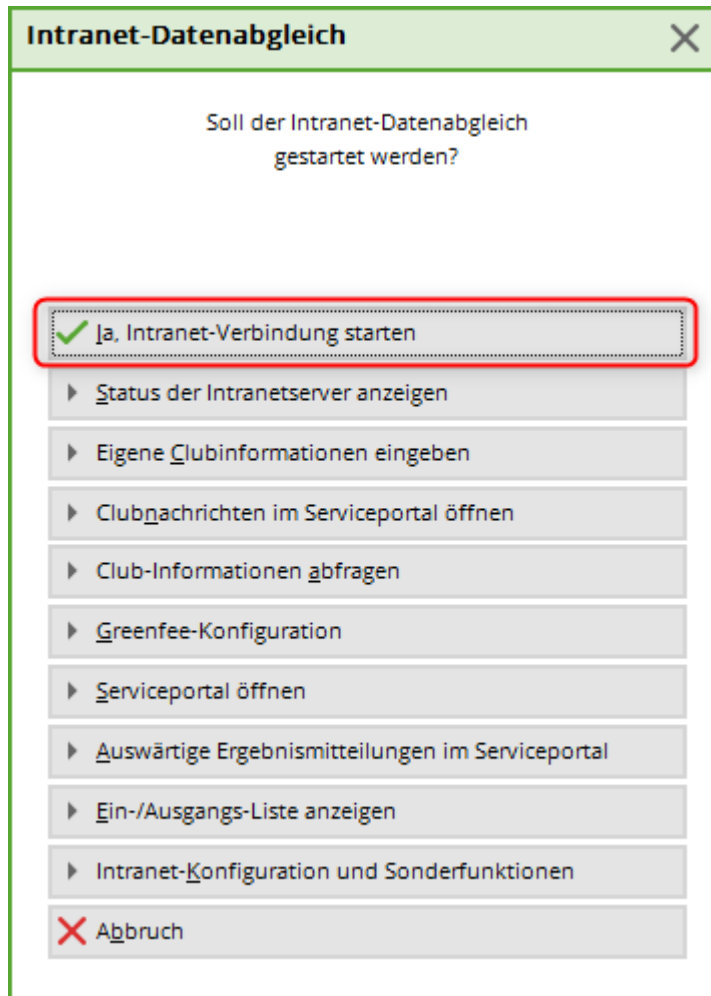 Intranet-Datenabgleich
Soll der Intranet-Datenabgleich
gestartet werden?
Ja, Intranet-Verbindung starten
Status der Intranetserver anzeigen
Eigene Clubinformationen eingeben
Clubnachrichten im Serviceportal öffnen
Club-Informationen abfragen
Greenfee-Konfiguration
Serviceportal öffnen
Auswärtige Ergebnismitteilungen im Serviceportal
Ein-/Ausgangs-Liste anzeigen
Intranet-Konfiguration und Sonderfunktionen
Abbruch